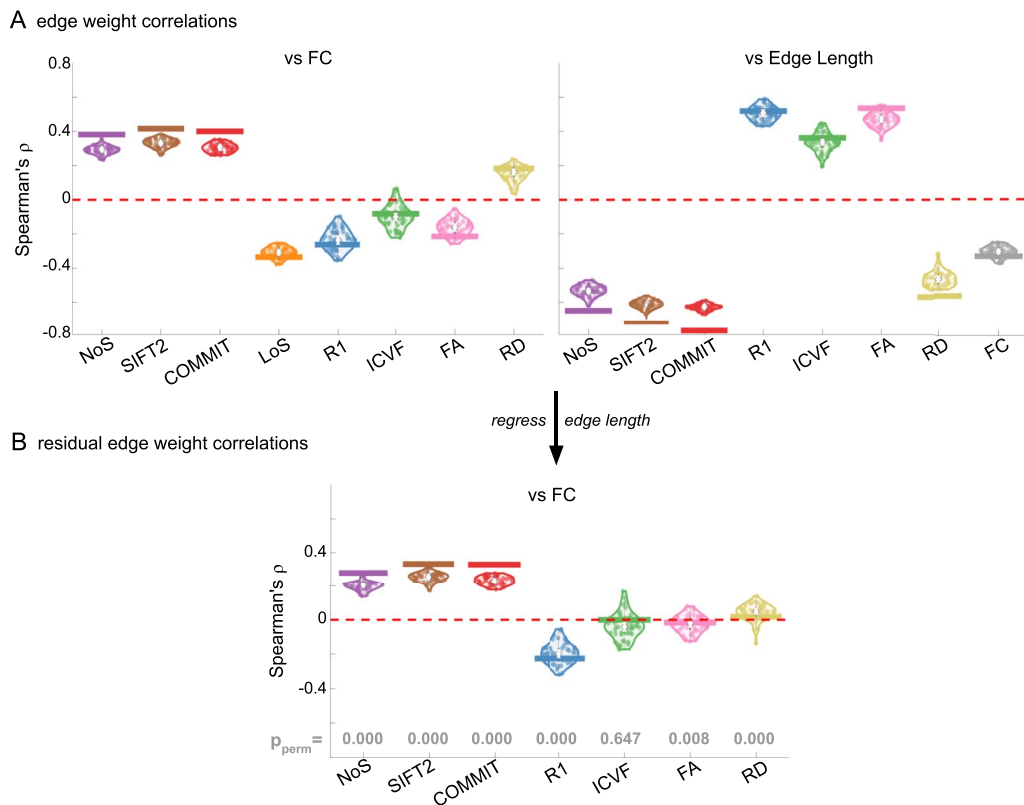 A edge weight correlations
vs FC
vs Edge Length
Spearman's ρ
0.8
0.4
0
-0.4
-0.8
NoS SIFT2 COMMIT LoS R1 ICVF FA RD
NoS SIFT2 COMMIT R1 ICVF FA RD FC
regress edge length
B residual edge weight correlations
vs FC
Spearman's ρ
0.4
0
-0.4
pperm= 0.000 0.000 0.000 0.000 0.647 0.008 0.000
NoS SIFT2 COMMIT R1 ICVF FA RD